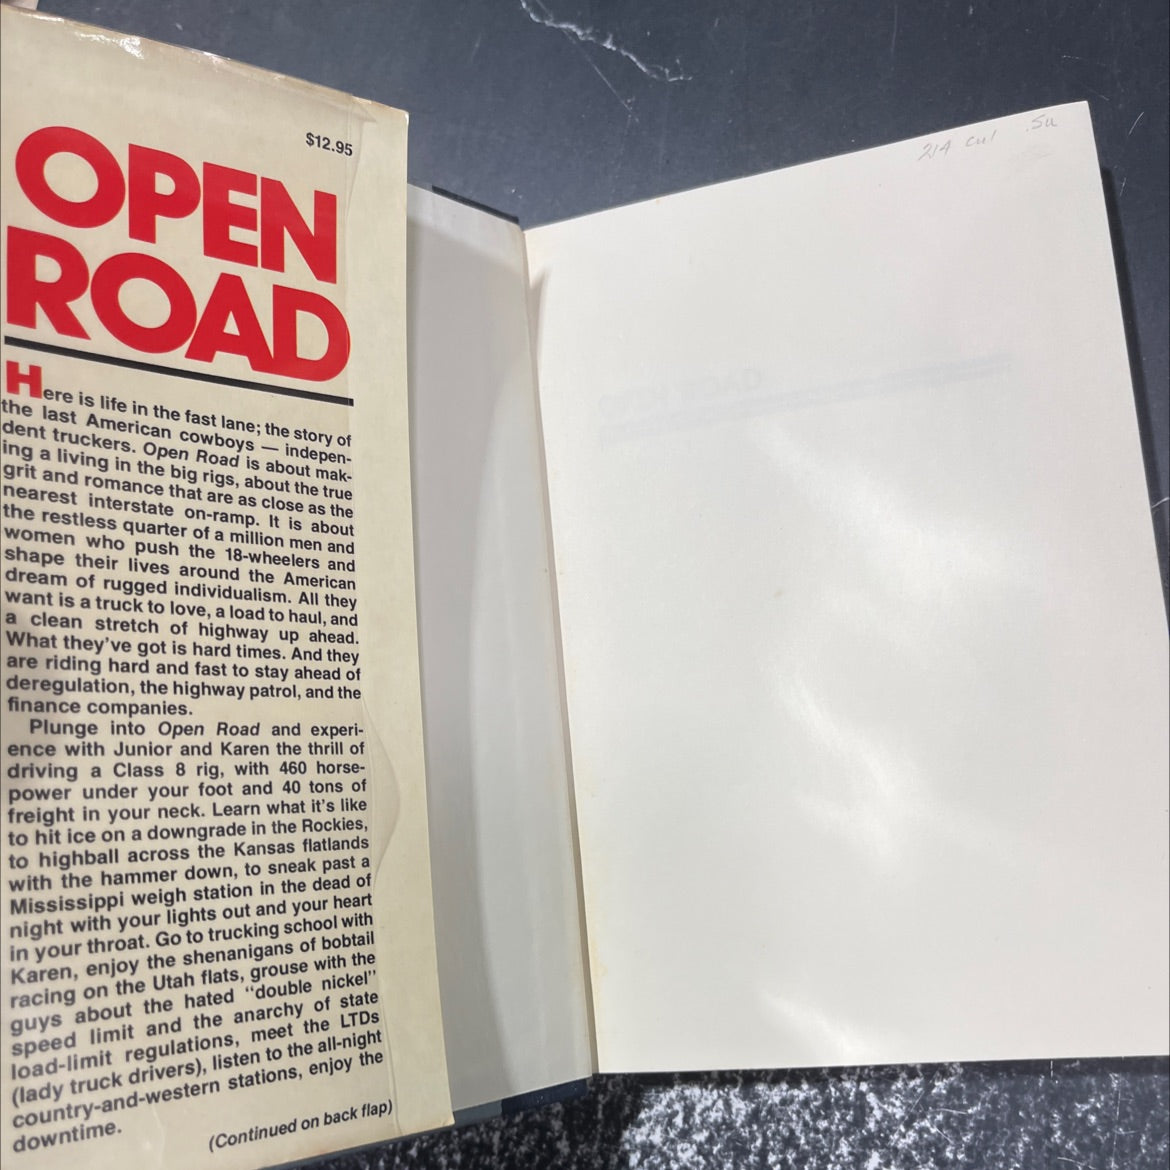 $12.95
OPEN
ROAD
Here is life in the fast lane; the story of
the last American cowboys — indepen-
dent truckers. Open Road is about mak-
ing a living in the big rigs, about the true
grit and romance that are as close as the
nearest interstate on-ramp. It is about
the restless quarter of a million men and
women who push the 18-wheelers and
shape their lives around the American
dream of rugged individualism. All they
want is a truck to love, a load to haul, and
a clean stretch of highway up ahead.
What they've got is hard times. And they
are riding hard and fast to stay ahead of
deregulation, the highway patrol, and the
finance companies.
Plunge into Open Road and experi-
ence with Junior and Karen the thrill of
driving a Class 8 rig, with 460 horse-
power under your foot and 40 tons of
freight in your neck. Learn what it's like
to hit ice on a downgrade in the Rockies,
to highball across the Kansas flatlands
with the hammer down, to sneak past a
Mississippi weigh station in the dead of
night with your lights out and your heart
in your throat. Go to trucking school with
Karen, enjoy the shenanigans of bobtail
racing on the Utah flats, grouse with the
guys about the hated "double nickel"
speed limit and the anarchy of state
load-limit regulations, meet the LTDs
(lady truck drivers), listen to the all-night
country-and-western stations, enjoy the
downtime.
(Continued on back flap)
214